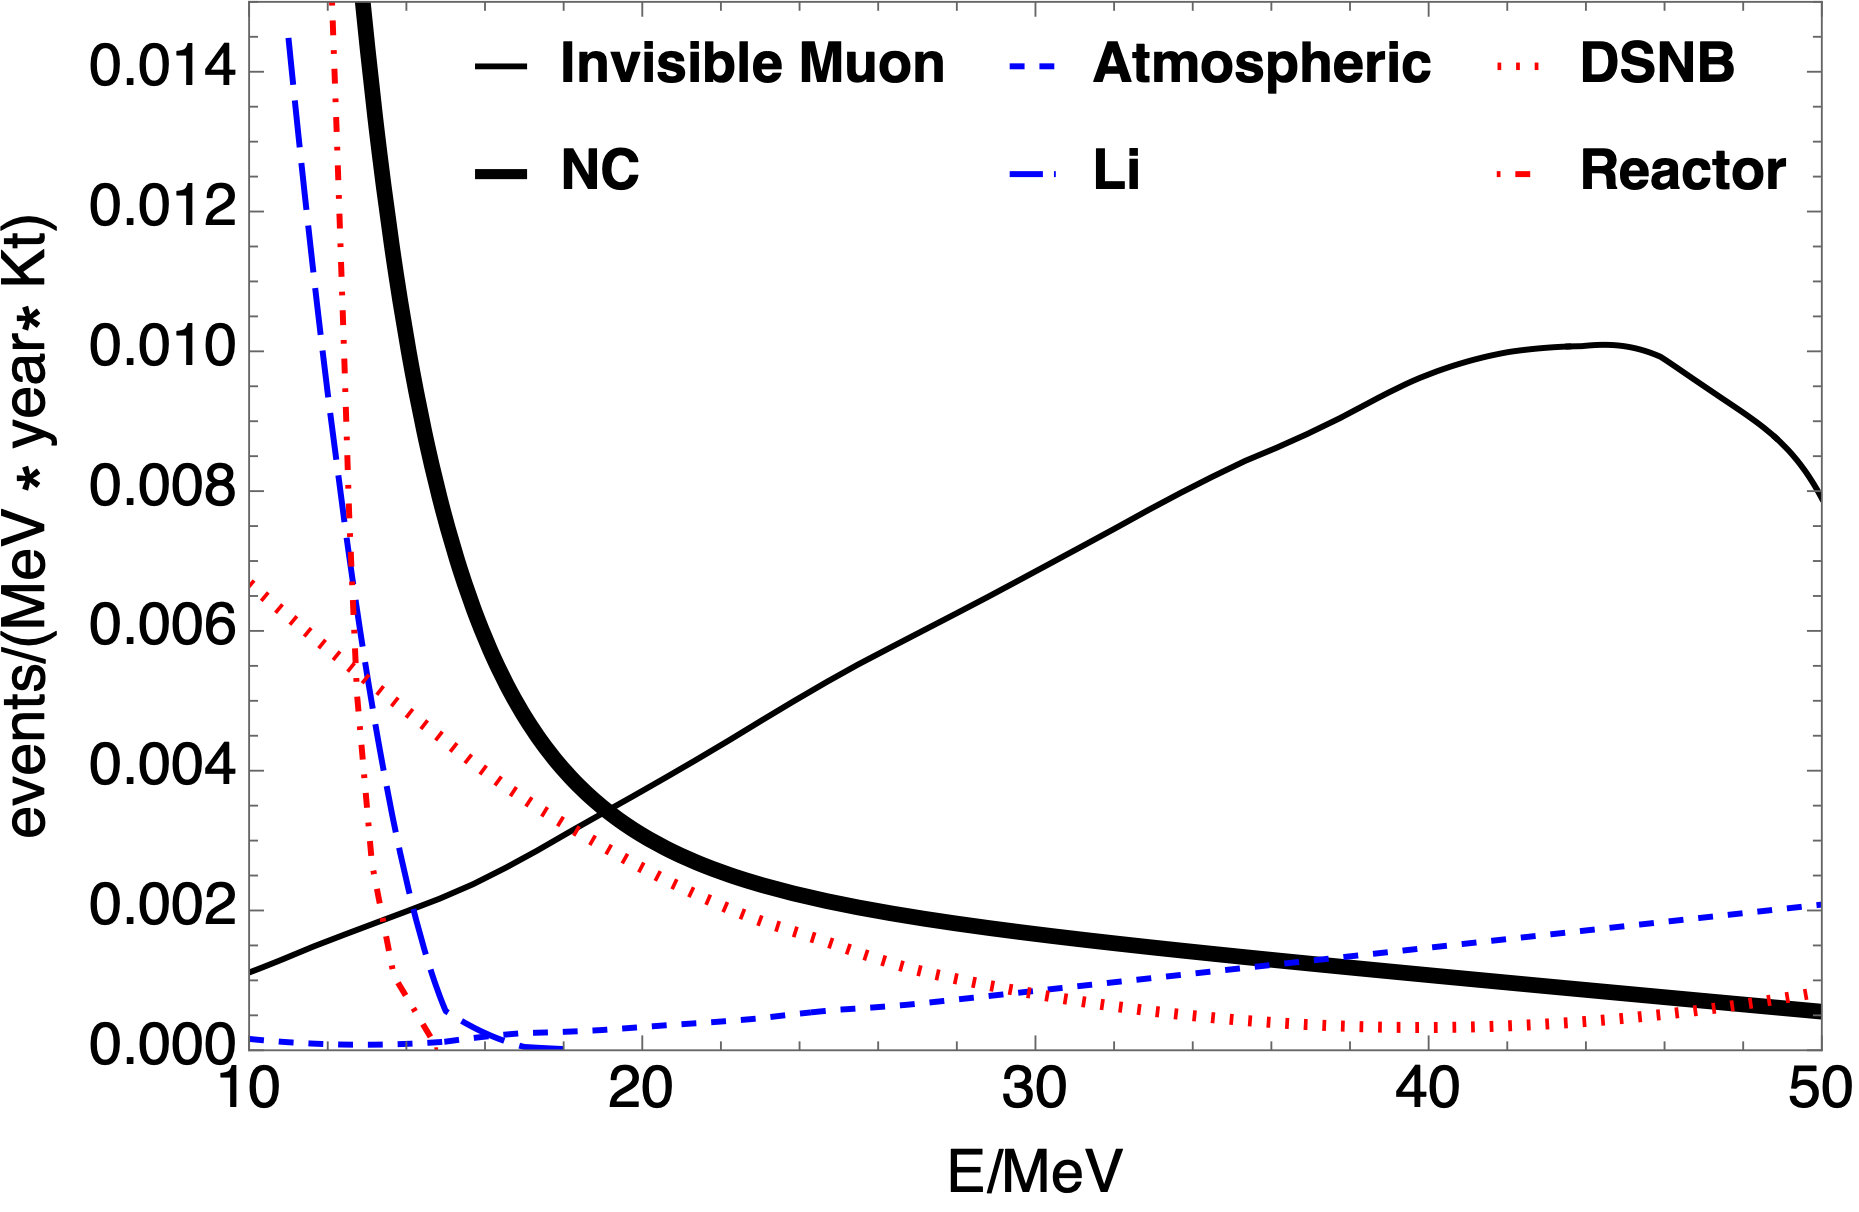 Invisible Muon
Atmospheric
DSNB
NC
Li
Reactor
events/(MeV * year* Kt)
0.014
0.012
0.010
0.008
0.006
0.004
0.002
0.000
10
20
30
40
50
E/MeV